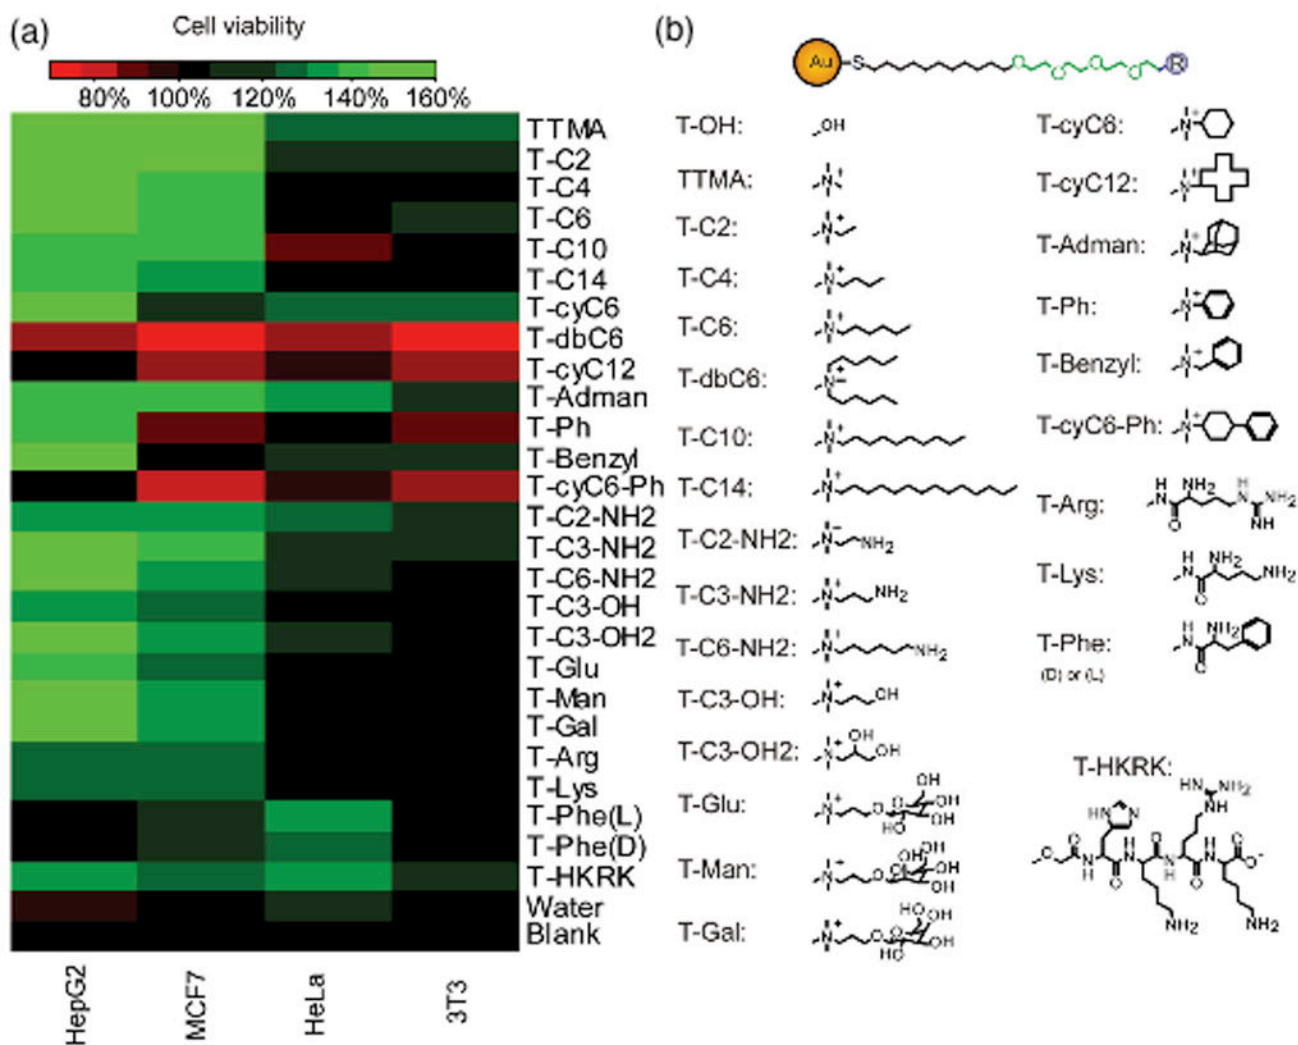 (a)
Cell viability
80% 100% 120% 140% 160%
TTMA
T-C2
T-C4
T-C6
T-C10
T-C14
T-cyC6
T-dbC6
T-cyC12
T-Adman
T-Ph
T-Benzyl
T-cyC6-Ph
T-C2-NH2
T-C3-NH2
T-C6-NH2
T-C3-OH
T-C3-OH2
T-Glu
T-Man
T-Gal
T-Arg
T-Lys
T-Phe(L)
T-Phe(D)
T-HKRK
Water
Blank
HepG2
MCF7
HeLa
3T3
(b)
Au S O O O O R
T-OH: OH
TTMA: N+
T-C2: N+
T-C4: N+
T-C6: N+
T-dbC6: N+
T-C10: N+
T-C14: N+
T-C2-NH2: N NH2
T-C3-NH2: N+ NH2
T-C6-NH2: N+ NH2
T-C3-OH: N+ OH
T-C3-OH2: N+ OH OH
T-Glu: N+ O O OH OH OH HO
T-Man: N+ O O OH OH OH OH HO
T-Gal: N+ O O HO OH OH HO
T-cyC6: N+
T-cyC12: N+
T-Adman: N+
T-Ph: N+
T-Benzyl: N+
T-cyC6-Ph: N+
T-Arg: H N O NH2 H N NH2 NH
T-Lys: H N O NH2 NH2
T-Phe: H N O NH2
(D) or (L)
T-HKRK:
HN NH2
NH
HN N
O O N H O H N O N H O H N O O-
NH2 NH2